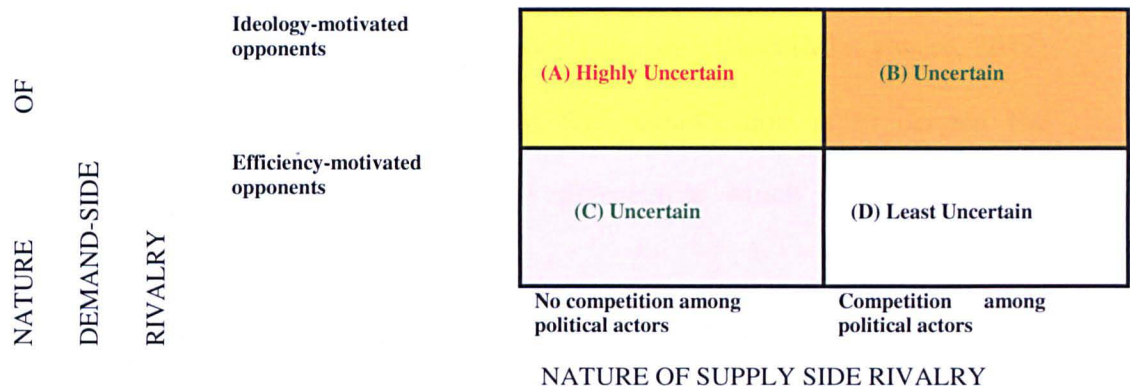 Ideology-motivated
opponents
(A) Highly Uncertain
(B) Uncertain
Efficiency-motivated
opponents
(C) Uncertain
(D) Least Uncertain
No competition among
political actors
Competition among
political actors
NATURE OF SUPPLY SIDE RIVALRY
NATURE OF
DEMAND-SIDE
RIVALRY